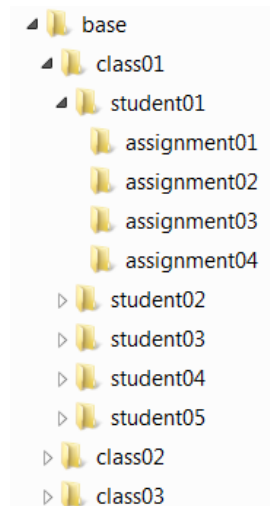 base
class01
student01
assignment01
assignment02
assignment03
assignment04
student02
student03
student04
student05
class02
class03